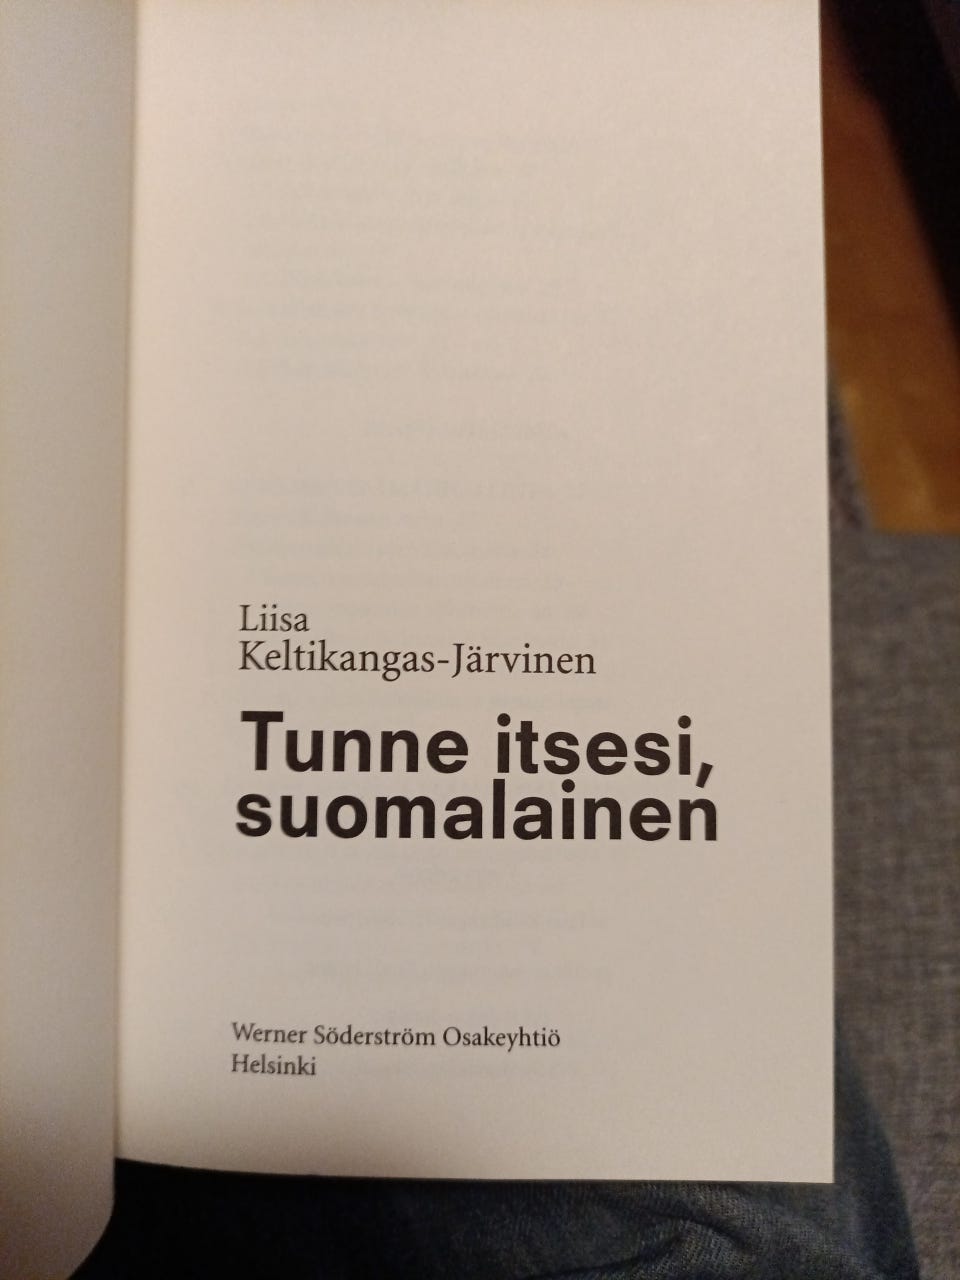 Liisa
Keltikangas-Järvinen
Tunne itsesi,
suomalainen
Werner Söderström Osakeyhtiö
Helsinki